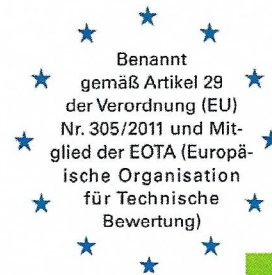 Benannt
gemäß Artikel 29
der Verordnung (EU)
Nr. 305/2011 und Mit-
glied der EOTA (Europä-
ische Organisation
für Technische
Bewertung)